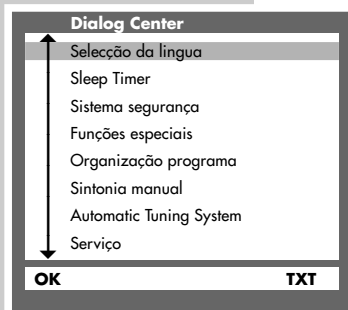 Dialog Center
Selecção da lingua
Sleep Timer
Sistema segurança
Funções especiais
Organização programa
Sintonia manual
Automatic Tuning System
Serviço
OK TXT